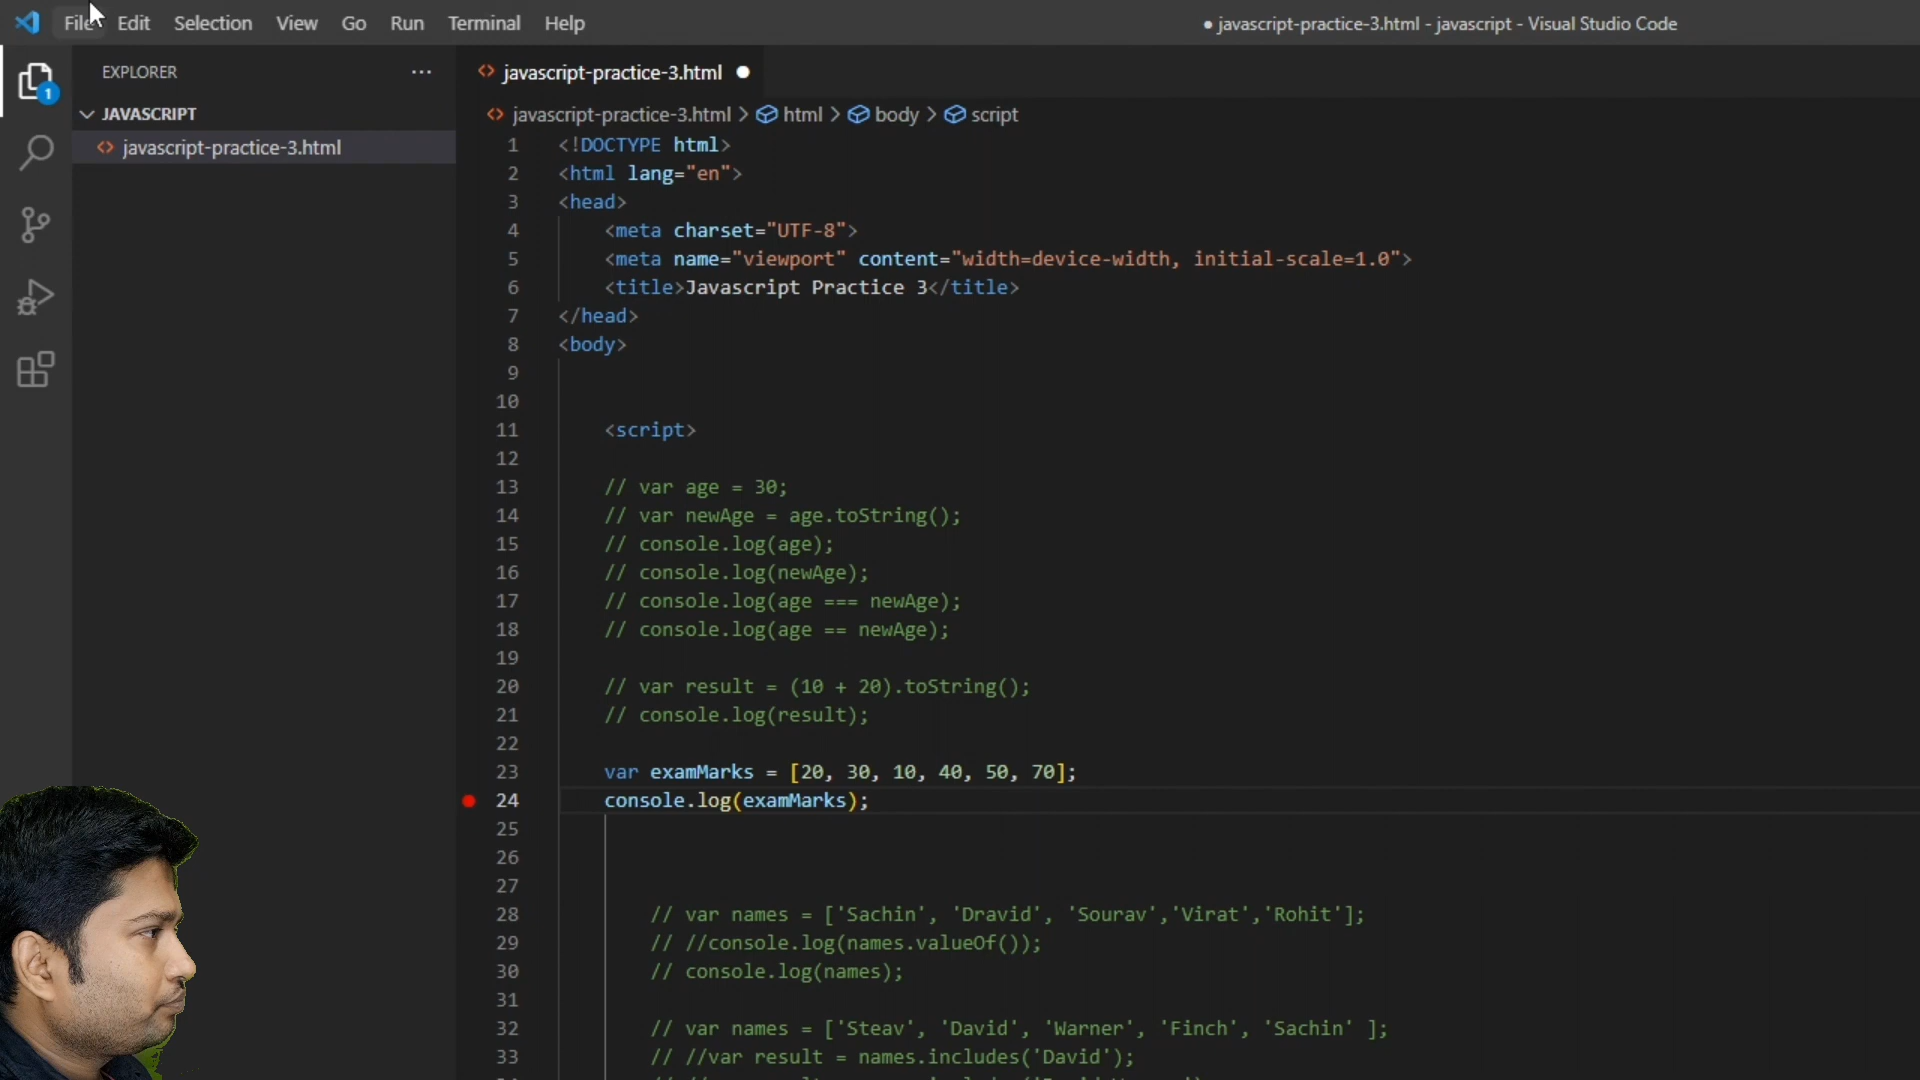 File Edit Selection View Go Run Terminal Help
● javascript-practice-3.html - javascript - Visual Studio Code
EXPLORER ···
1
JAVASCRIPT
<> javascript-practice-3.html
<> javascript-practice-3.html ●
<> javascript-practice-3.html > html > body > script
1 <!DOCTYPE html>
2 <html lang="en">
3 <head>
4 <meta charset="UTF-8">
5 <meta name="viewport" content="width=device-width, initial-scale=1.0">
6 <title>Javascript Practice 3</title>
7 </head>
8 <body>
9
10
11 <script>
12
13 // var age = 30;
14 // var newAge = age.toString();
15 // console.log(age);
16 // console.log(newAge);
17 // console.log(age === newAge);
18 // console.log(age == newAge);
19
20 // var result = (10 + 20).toString();
21 // console.log(result);
22
23 var examMarks = [20, 30, 10, 40, 50, 70];
24 console.log(examMarks);
25
26
27
28 // var names = ['Sachin', 'Dravid', 'Sourav','Virat','Rohit'];
29 // //console.log(names.valueOf());
30 // console.log(names);
31
32 // var names = ['Steav', 'David', 'Warner', 'Finch', 'Sachin' ];
33 // //var result = names.includes('David');